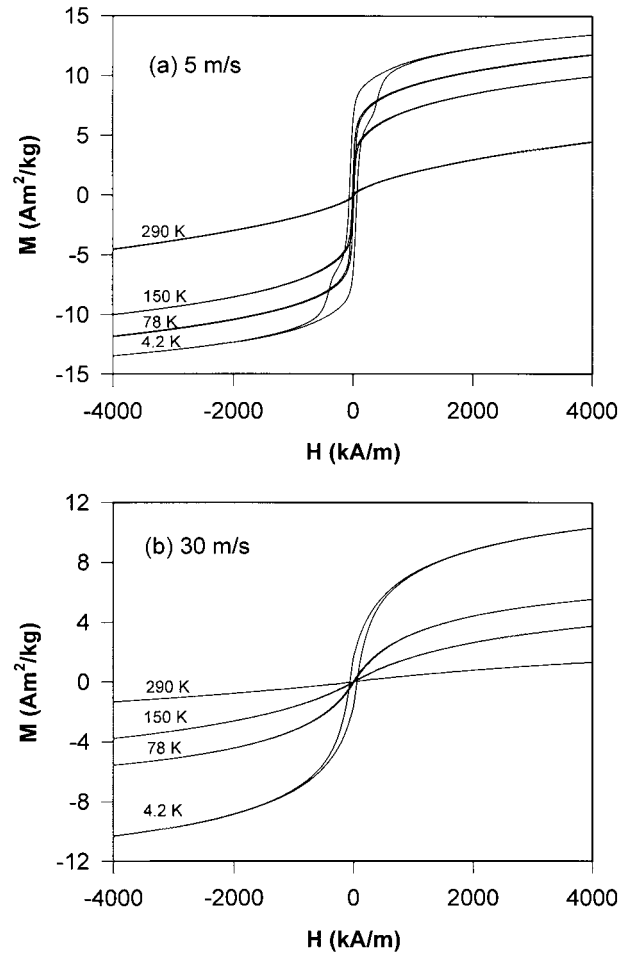 15
(a) 5 m/s
10
5
M (Am²/kg)
0
290 K
-5
150 K
78 K
-10
4.2 K
-15
-4000 -2000 0 2000 4000
H (kA/m)
12
(b) 30 m/s
8
4
M (Am²/kg)
0
290 K
150 K
-4
78 K
-8
4.2 K
-12
-4000 -2000 0 2000 4000
H (kA/m)